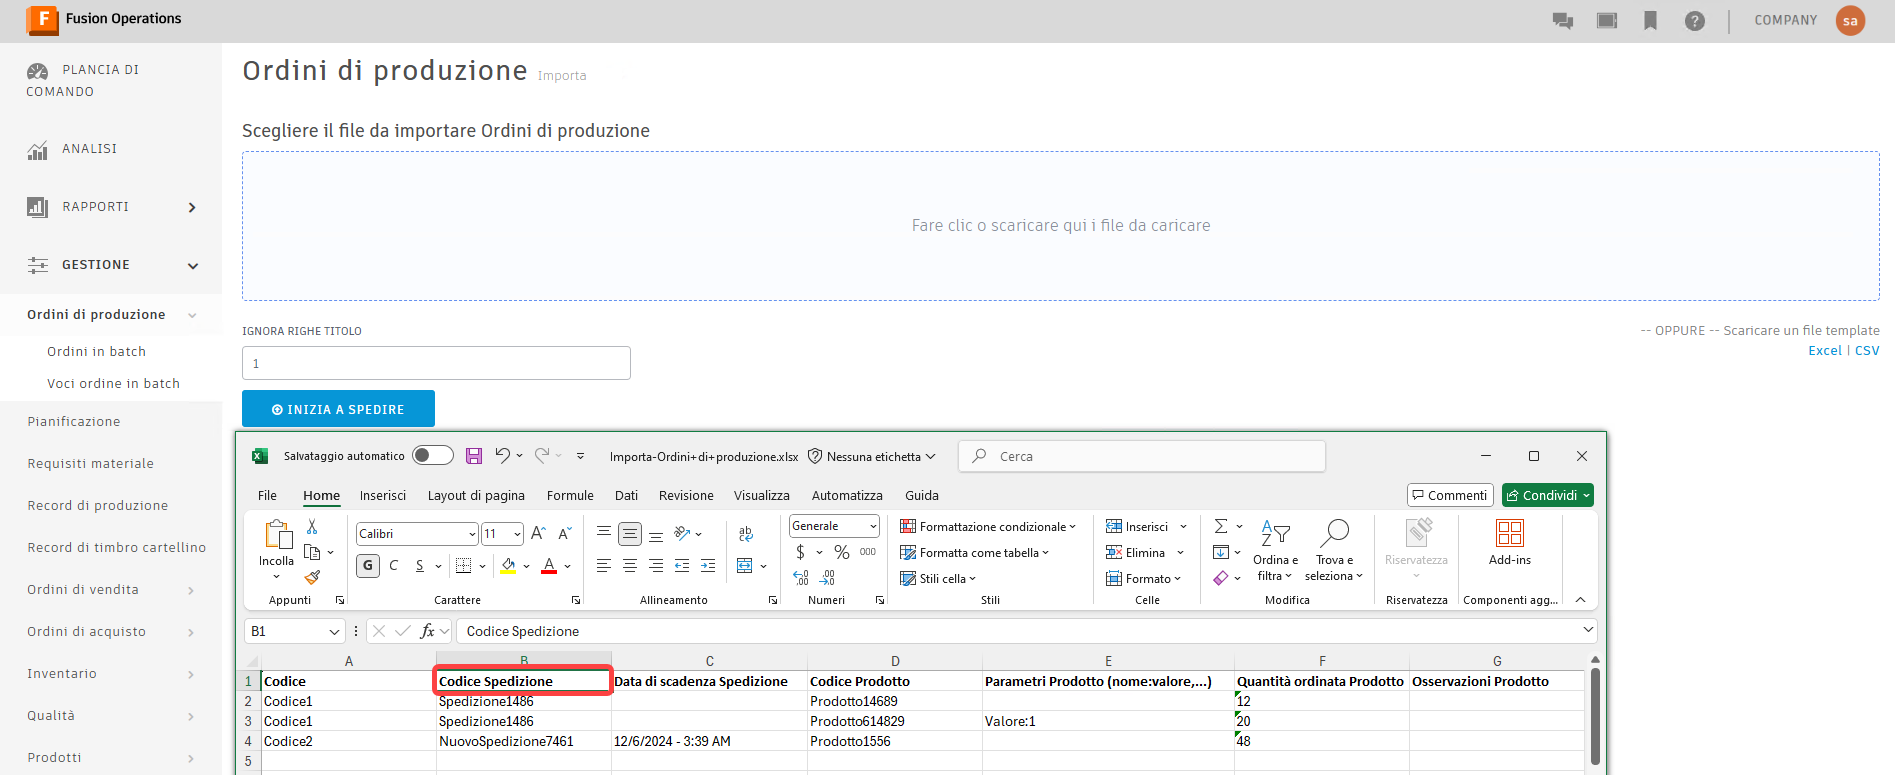 Fusion Operations
COMPANY
sa
PLANCIA DI
COMANDO
ANALISI
RAPPORTI
GESTIONE
Ordini di produzione
Ordini in batch
Voci ordine in batch
Pianificazione
Requisiti materiale
Record di produzione
Record di timbro cartellino
Ordini di vendita
Ordini di acquisto
Inventario
Qualità
Prodotti
Ordini di produzione Importa
Scegliere il file da importare Ordini di produzione
Fare clic o scaricare qui i file da caricare
IGNORA RIGHE TITOLO
1
-- OPPURE -- Scaricare un file template
Excel | CSV
INIZIA A SPEDIRE
Salvataggio automatico Importa-Ordini+di+produzione.xlsx Nessuna etichetta Cerca
File Home Inserisci Layout di pagina Formule Dati Revisione Visualizza Automatizza Guida Commenti Condividi
Incolla
Appunti
Calibri 11
G C S A
Carattere
ab
Allineamento
Generale
$ % 000
,00 ,00
Numeri
Formattazione condizionale
Formatta come tabella
Stili cella
Stili
Inserisci
Elimina
Formato
Celle
Ordina e
filtra
Trova e
seleziona
Modifica
Riservatezza
Riservatezza
Add-ins
Componenti agg...
B1 fx Codice Spedizione
A B C D E F G
1 Codice Codice Spedizione Data di scadenza Spedizione Codice Prodotto Parametri Prodotto (nome:valore,...) Quantità ordinata Prodotto Osservazioni Prodotto
2 Codice1 Spedizione1486 Prodotto14689 12
3 Codice1 Spedizione1486 Prodotto614829 Valore:1 20
4 Codice2 NuovoSpedizione7461 12/6/2024 - 3:39 AM Prodotto1556 48
5